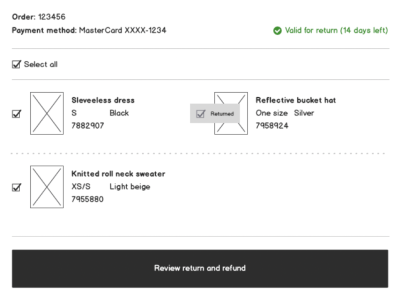 Order: 123456
Payment method: MasterCard XXXX-1234
Valid for return (14 days left)
Select all
Sleveeless dress
S Black
7882907
Returned
Reflective bucket hat
One size Silver
7958924
Knitted roll neck sweater
XS/S Light beige
7955880
Review return and refund